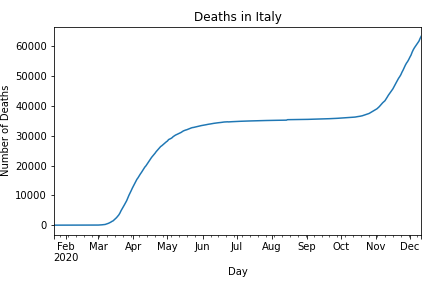 Deaths in Italy
Number of Deaths
60000
50000
40000
30000
20000
10000
0
Feb Mar Apr May Jun Jul Aug Sep Oct Nov Dec
2020
Day